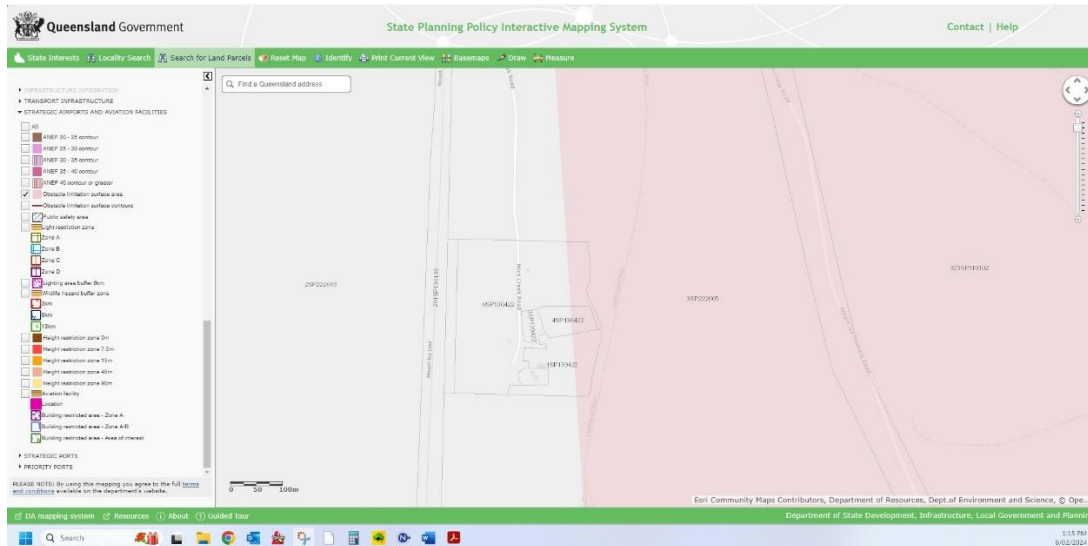 Queensland Government
State Planning Policy Interactive Mapping System
Contact | Help
State Interests
Locality Search
Search for Land Parcels
Reset Map
Identify
Print Current View
Basemaps
Draw
Measure
INFRASTRUCTURE INTEGRATION
TRANSPORT INFRASTRUCTURE
STRATEGIC AIRPORTS AND AVIATION FACILITIES
All
ANEF 20 - 25 contour
ANEF 25 - 30 contour
ANEF 30 - 35 contour
ANEF 35 - 40 contour
ANEF 40 contour or greater
Obstacle limitation surface area
Obstacle limitation surface contours
Public safety area
Light restriction zone
Zone A
Zone B
Zone C
Zone D
Lighting area buffer 6km
Wildlife hazard buffer zone
3km
8km
13km
Height restriction zone 0m
Height restriction zone 7.5m
Height restriction zone 15m
Height restriction zone 45m
Height restriction zone 90m
Aviation facility
Location
Building restricted area - Zone A
Building restricted area - Zone A/B
Building restricted area - Area of interest
STRATEGIC PORTS
PRIORITY PORTS
PLEASE NOTE: By using this mapping you agree to the full terms
and conditions available on the department's website.
Find a Queensland address
2SP222005
0SP130422
4SP130422
1SP130422
3SP222005
Moss Creek Road
0 50 100m
Esri Community Maps Contributors, Department of Resources, Dept.of Environment and Science, © Ope...
DA mapping system
Resources
About
Guided tour
Department of State Development, Infrastructure, Local Government and Plannin
Search
1:15 PM
8/02/2024